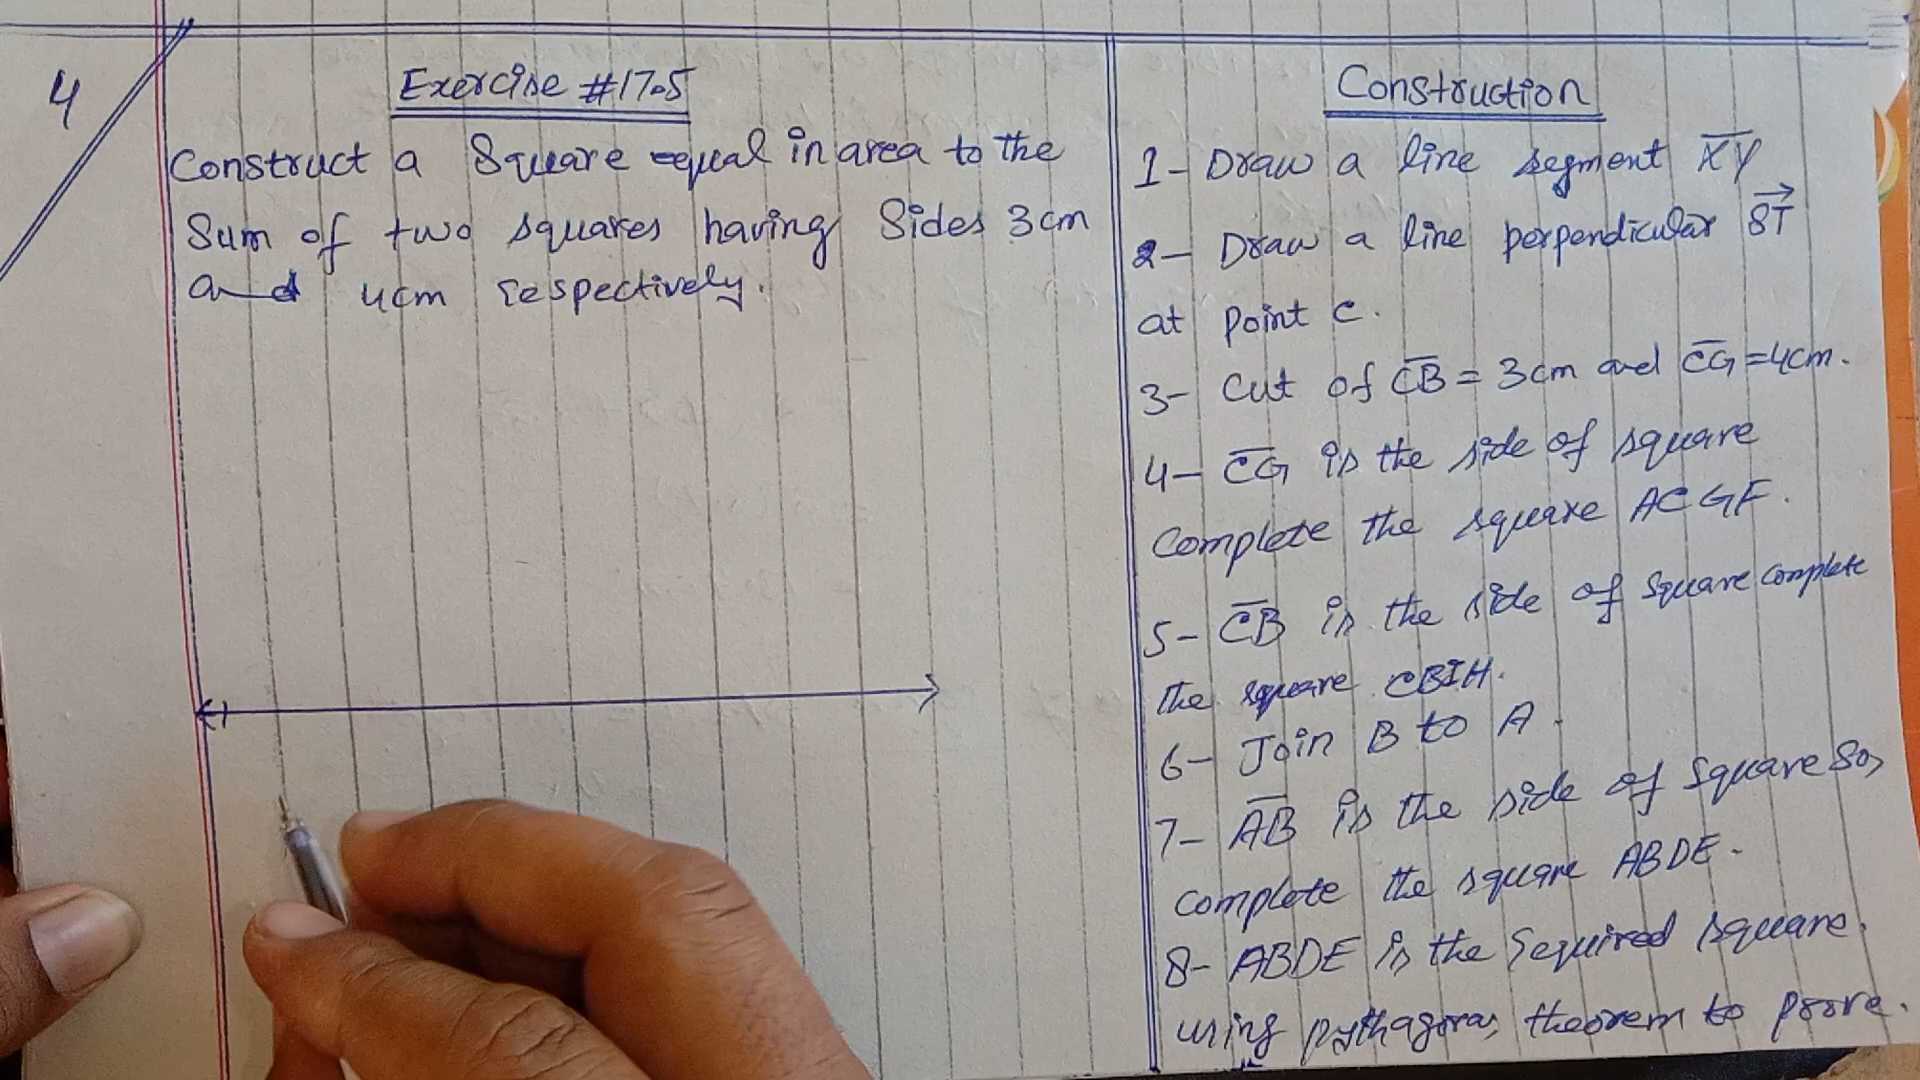 4
Exercise #17.5
Construct a Square equal in area to the
Sum of two squares having Sides 3cm
and 4cm respectively.
Construction
1- Draw a line segment XY
2- Draw a line perpendicular ST
at point C.
3- Cut of CB = 3cm and CG = 4cm.
4- CG is the side of square
Complete the square ACGF.
5- CB is the side of Square complete
the square CBIH.
6- Join B to A.
7- AB is the side of Square So,
complete the square ABDE.
8- ABDE is the required square.
using pythagoras theorem to prove.